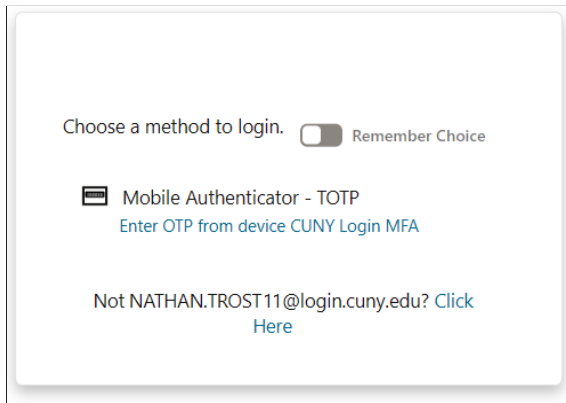 Choose a method to login. Remember Choice
Mobile Authenticator - TOTP
Enter OTP from device CUNY Login MFA
Not NATHAN.TROST11@login.cuny.edu? Click
Here